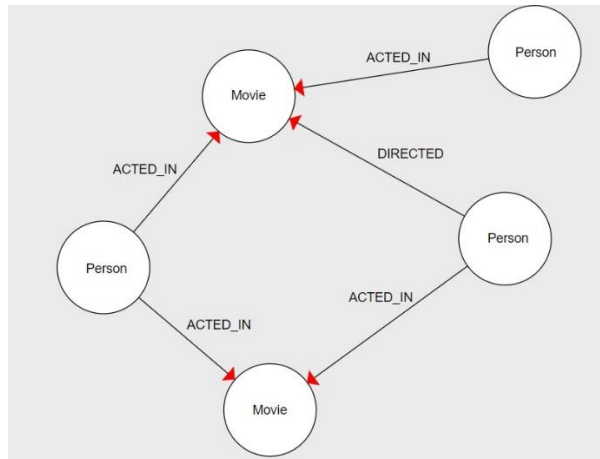 ACTED_IN
Person
Movie
DIRECTED
ACTED_IN
Person
Person
ACTED_IN
ACTED_IN
Movie